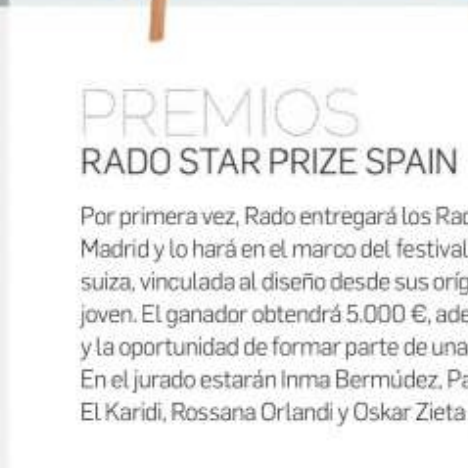 PREMIOS
RADO STAR PRIZE SPAIN
Por primera vez, Rado entregará los
Madrid y lo hará en el marco del festival
suiza, vinculada al diseño desde sus
joven. El ganador obtendrá 5.000 €,
y la oportunidad de formar parte de una
En el jurado estarán Inma Bermúdez,
El Karidi, Rossana Orlandi y Oskar Zieta